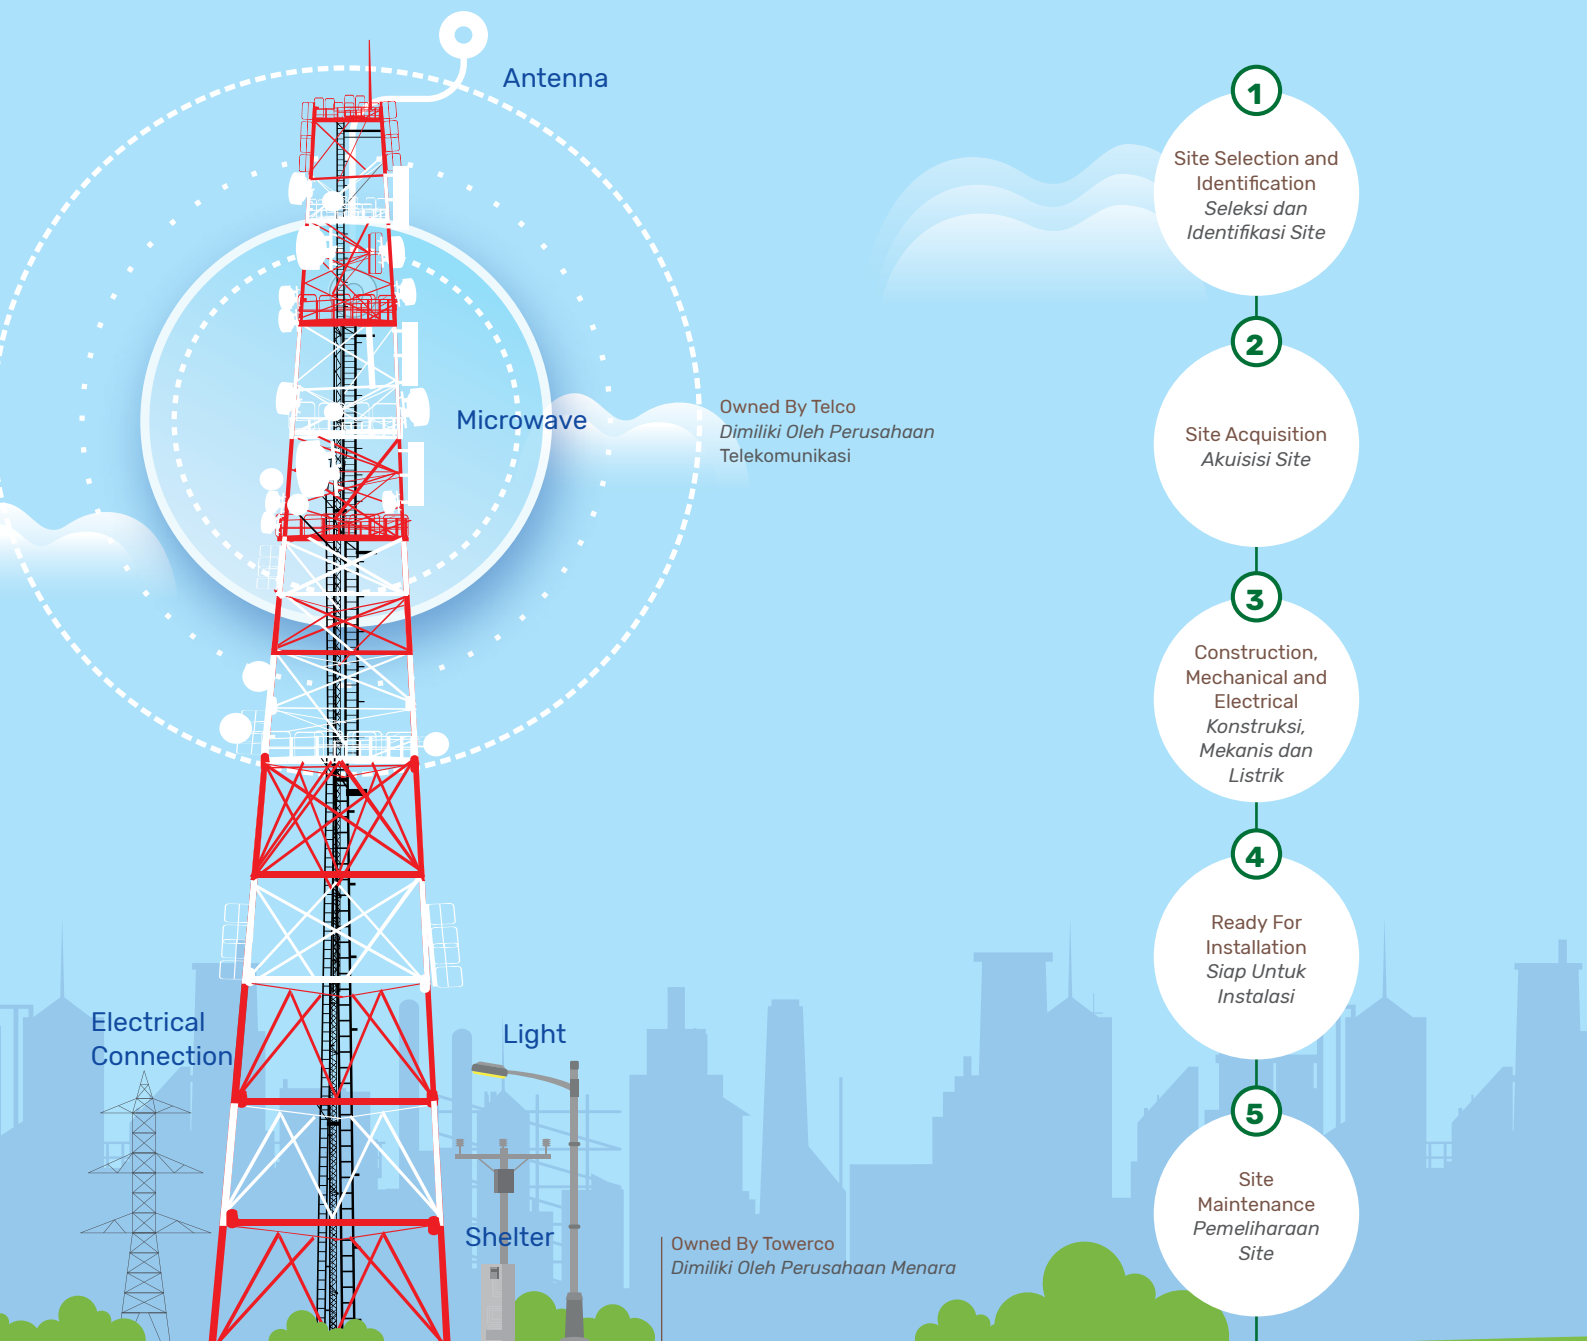 Antenna
Microwave
Owned By Telco
Dimiliki Oleh Perusahaan
Telekomunikasi
Electrical
Connection
Light
Shelter
Owned By Towerco
Dimiliki Oleh Perusahaan Menara
1
Site Selection and
Identification
Seleksi dan
Identifikasi Site
2
Site Acquisition
Akuisisi Site
3
Construction,
Mechanical and
Electrical
Konstruksi,
Mekanis dan
Listrik
4
Ready For
Installation
Siap Untuk
Instalasi
5
Site
Maintenance
Pemeliharaan
Site